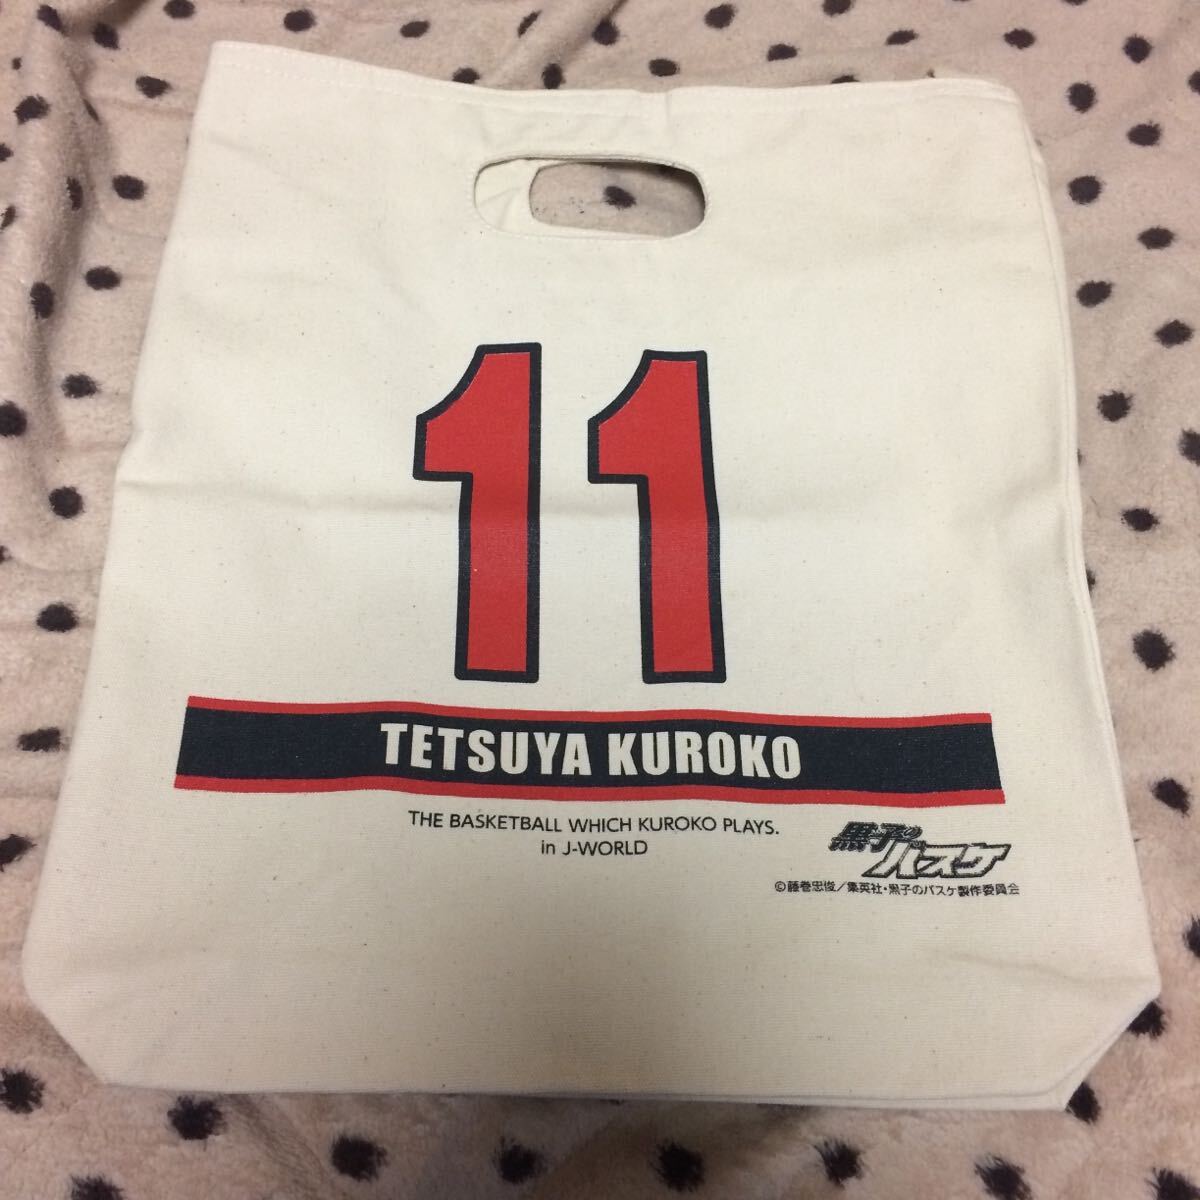 11
TETSUYA KUROKO
THE BASKETBALL WHICH KUROKO PLAYS.
in J-WORLD
黒子の
バスケ
©藤巻忠俊／集英社・黒子のバスケ製作委員会